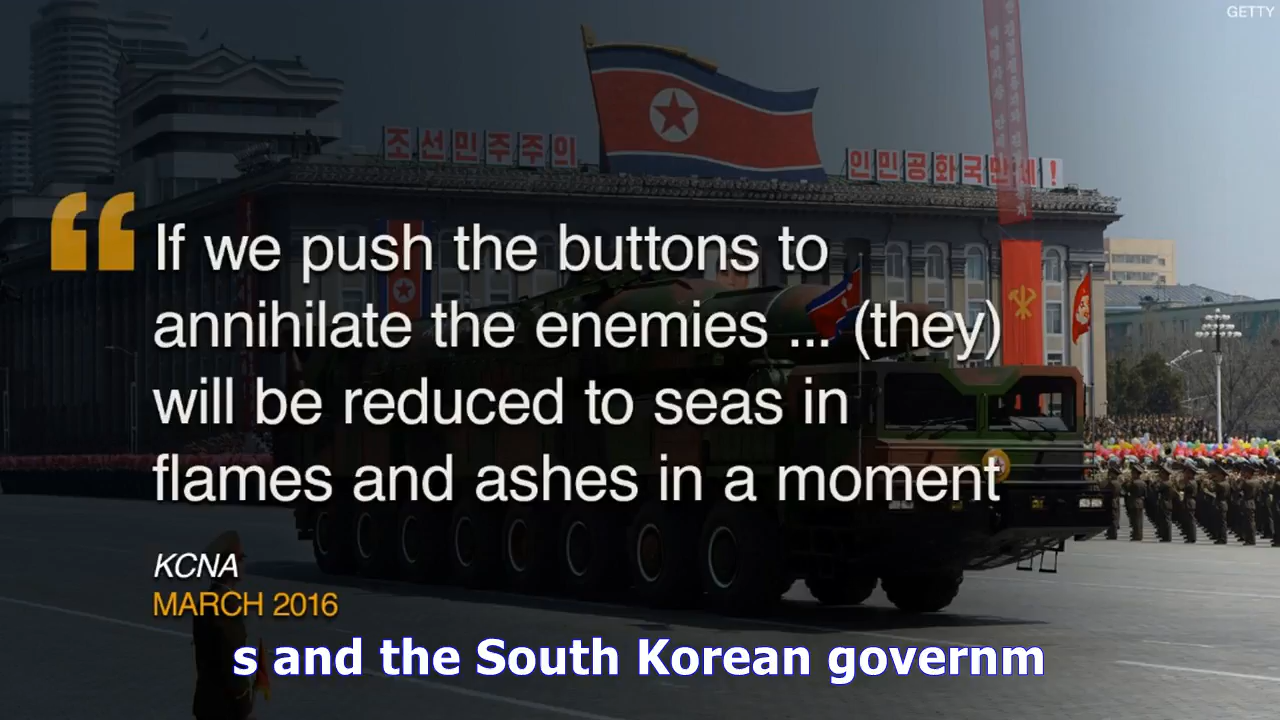 GETTY
조선민주주의
인민공화국만세!
“
If we push the buttons to
annihilate the enemies ... (they)
will be reduced to seas in
flames and ashes in a moment
KCNA
MARCH 2016
s and the South Korean governm